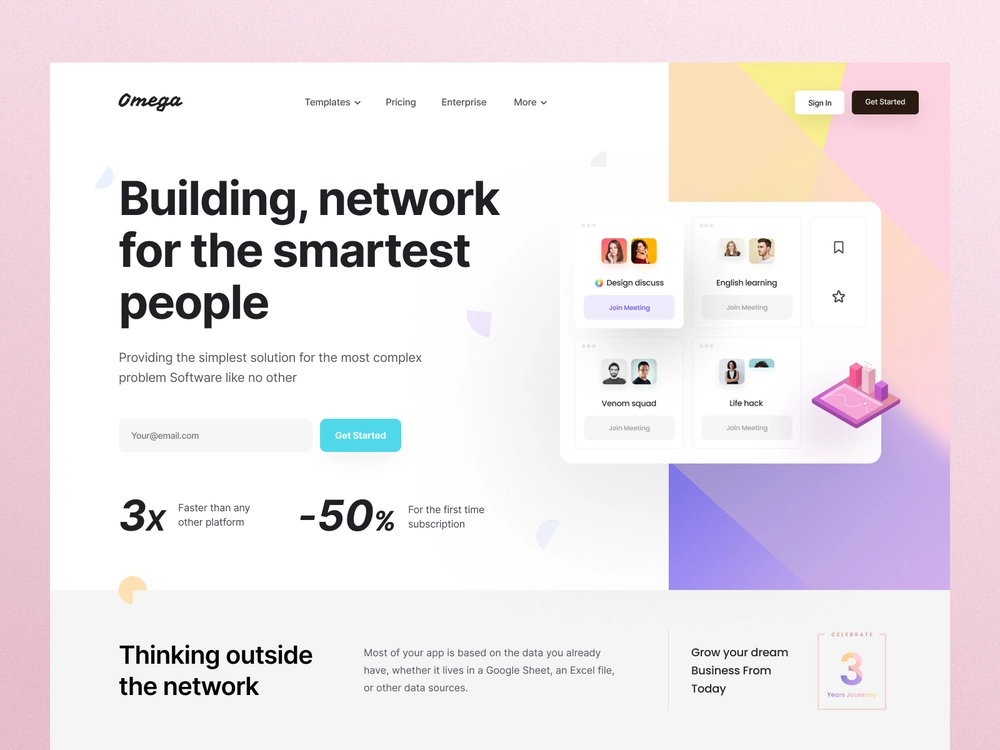 Omega
Templates
Pricing
Enterprise
More
Sign In
Get Started
Building, network
for the smartest
people
Providing the simplest solution for the most complex
problem Software like no other
Your@email.com
Get Started
3x
Faster than any
other platform
-50%
For the first time
subscription
Design discuss
Join Meeting
English learning
Join Meeting
Venom squad
Join Meeting
Life hack
Join Meeting
Thinking outside
the network
Most of your app is based on the data you already
have, whether it lives in a Google Sheet, an Excel file,
or other data sources.
Grow your dream
Business From
Today
CELEBRATE
3
Years Jounreny